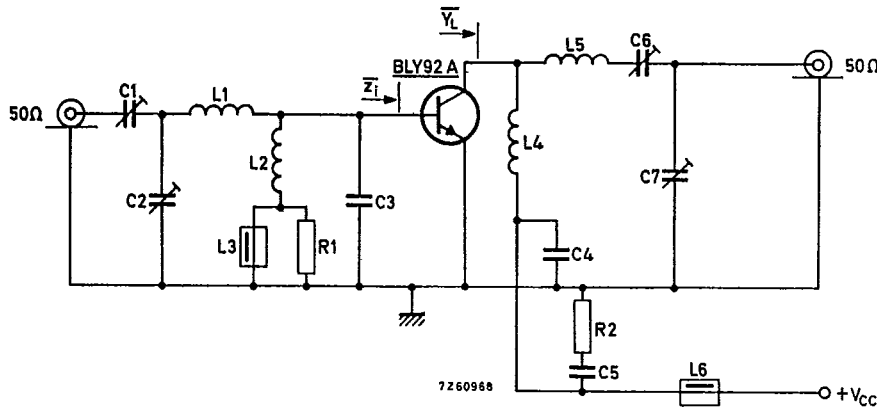 Y̅L̅
C6
L5
50Ω
BLY92A
z̅i̅
50Ω
C1
L1
L4
L2
C7
C2
C3
L3
R1
C4
R2
C5
L6
7Z60968
+VCC